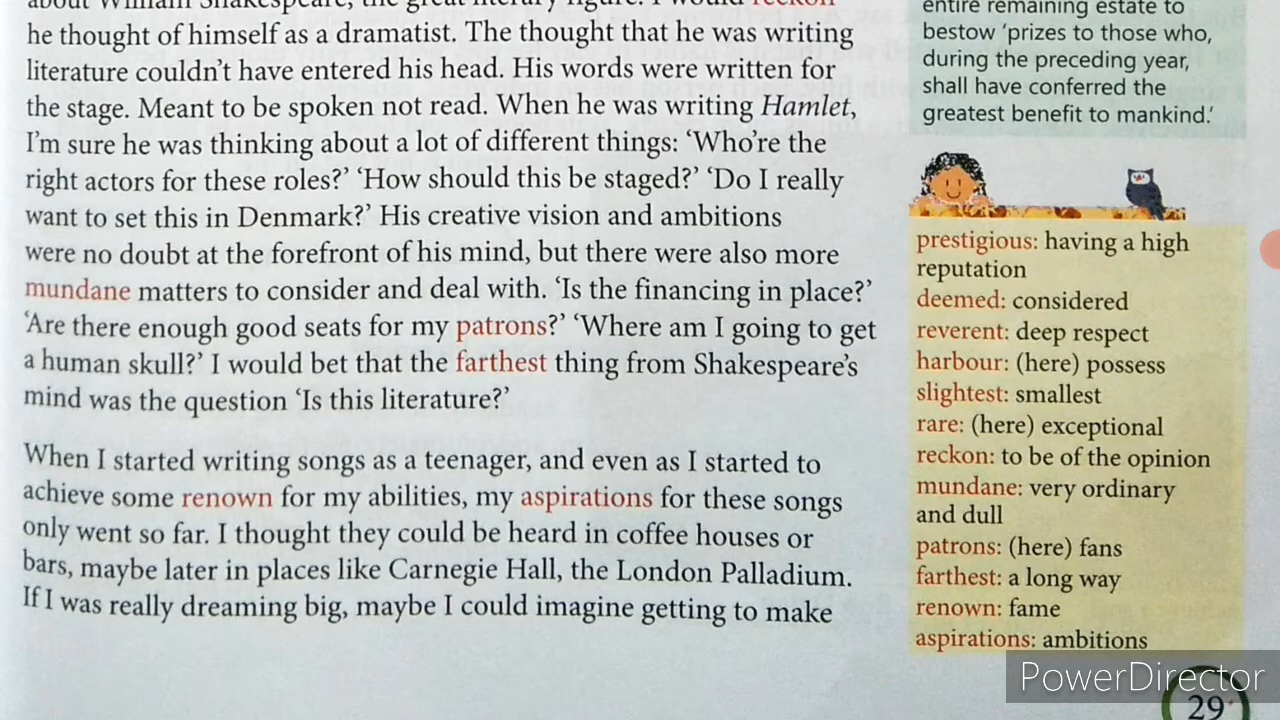 about William Shakespeare, the great literary figure. I would reckon
he thought of himself as a dramatist. The thought that he was writing
literature couldn't have entered his head. His words were written for
the stage. Meant to be spoken not read. When he was writing Hamlet,
I'm sure he was thinking about a lot of different things: 'Who're the
right actors for these roles?' 'How should this be staged?' 'Do I really
want to set this in Denmark?' His creative vision and ambitions
were no doubt at the forefront of his mind, but there were also more
mundane matters to consider and deal with. 'Is the financing in place?'
'Are there enough good seats for my patrons?' 'Where am I going to get
a human skull?' I would bet that the farthest thing from Shakespeare's
mind was the question 'Is this literature?'
When I started writing songs as a teenager, and even as I started to
achieve some renown for my abilities, my aspirations for these songs
only went so far. I thought they could be heard in coffee houses or
bars, maybe later in places like Carnegie Hall, the London Palladium.
If I was really dreaming big, maybe I could imagine getting to make
entire remaining estate to
bestow 'prizes to those who,
during the preceding year,
shall have conferred the
greatest benefit to mankind.'
prestigious: having a high
reputation
deemed: considered
reverent: deep respect
harbour: (here) possess
slightest: smallest
rare: (here) exceptional
reckon: to be of the opinion
mundane: very ordinary
and dull
patrons: (here) fans
farthest: a long way
renown: fame
aspirations: ambitions
PowerDirector
29